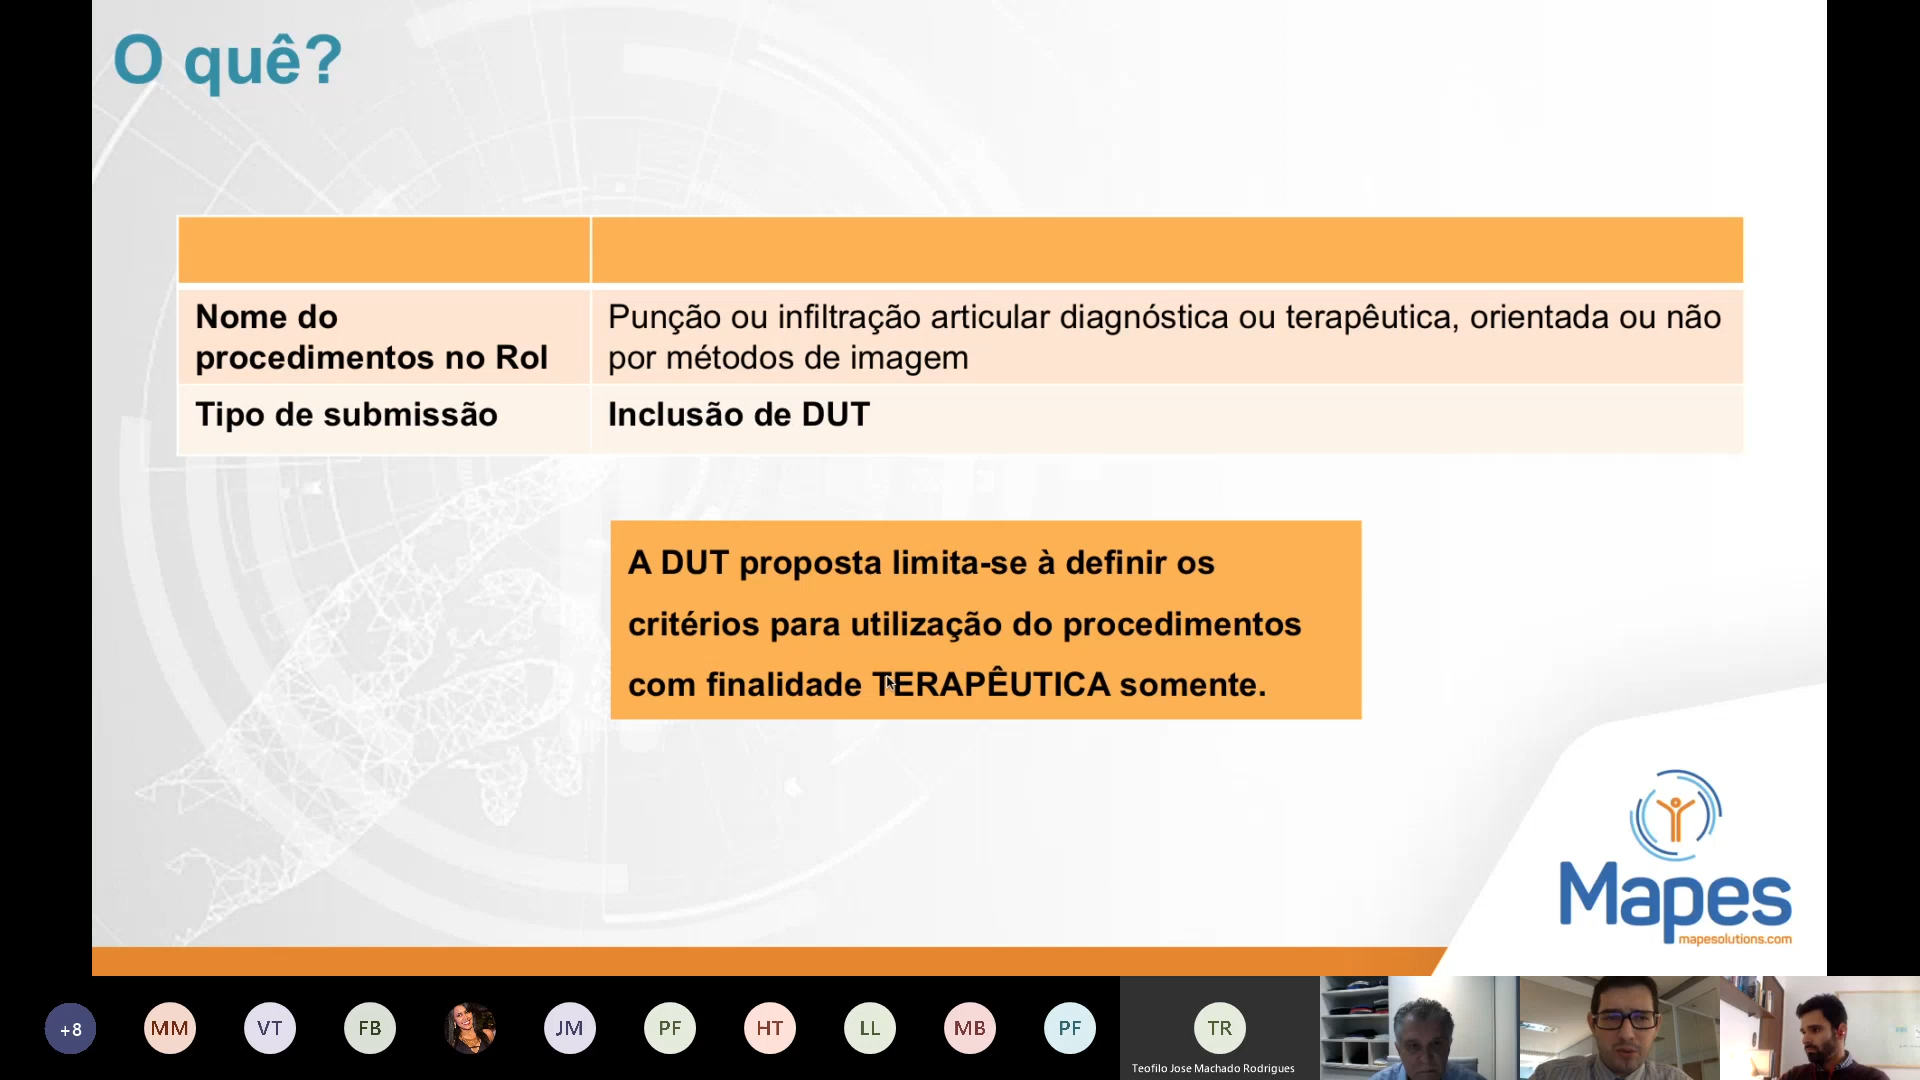 O quê?
Nome do
procedimentos no Rol
Punção ou infiltração articular diagnóstica ou terapêutica, orientada ou não
por métodos de imagem
Tipo de submissão
Inclusão de DUT
A DUT proposta limita-se à definir os
critérios para utilização do procedimentos
com finalidade TERAPÊUTICA somente.
Mapes
mapesolutions.com
+8
MM
VT
FB
JM
PF
HT
LL
MB
PF
TR
Teofilo Jose Machado Rodrigues